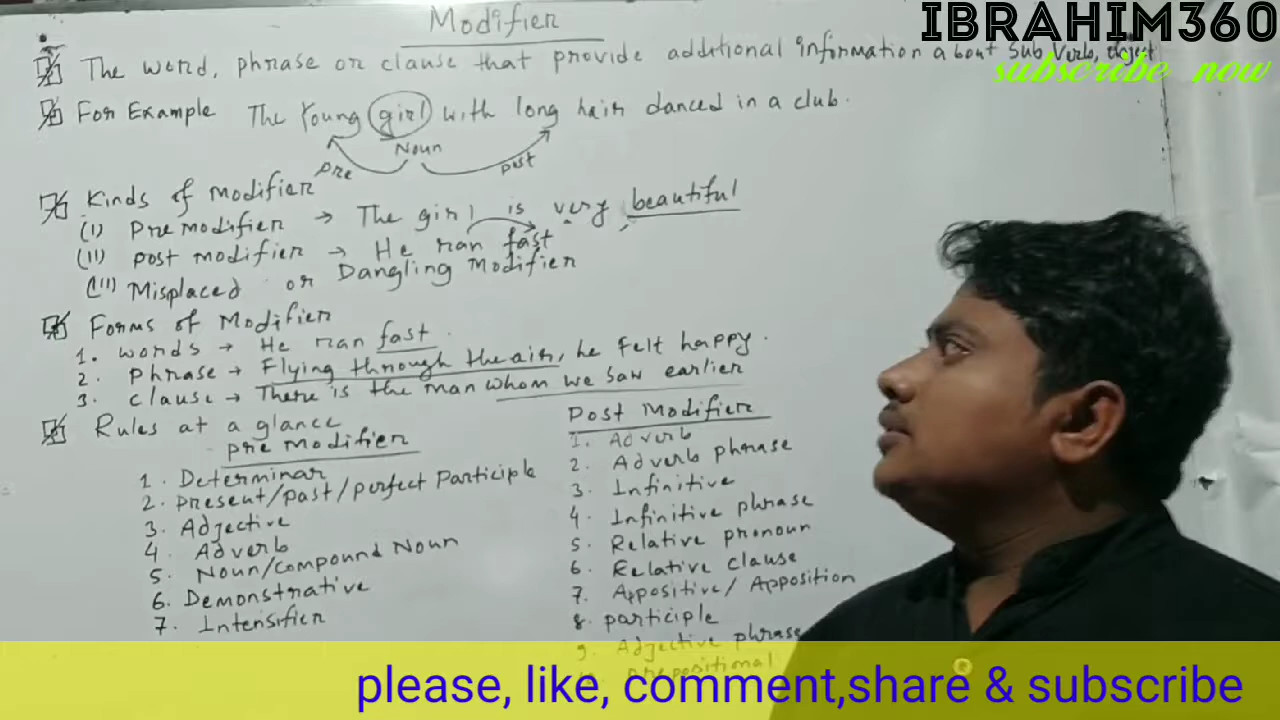 Modifier
IBRAHIM360
The word, phrase or clause that provide additional information about Sub Verb, object
subscribe now
For Example The Young girl with long hair danced in a club.
Noun
pre
post
Kinds of modifier
(i) Pre modifier → The girl is very beautiful
(ii) post modifier → He ran fast
(iii) Misplaced or Dangling Modifier
Forms of Modifier
1. words → He ran fast.
2. Phrase → Flying through the air, he felt happy.
3. clause → There is the man whom we saw earlier
Rules at a glance
pre modifier
1. Determinar
2. present/past/perfect Participle
3. Adjective
4. Adverb
5. Noun/compound Noun
6. Demonstrative
7. Intensifier
Post Modifier
1. Adverb
2. Adverb phrase
3. Infinitive
4. Infinitive phrase
5. Relative pronoun
6. Relative clause
7. Appositive/Apposition
8. participle
9. Adjective phrase
prepositional
please, like, comment,share & subscribe